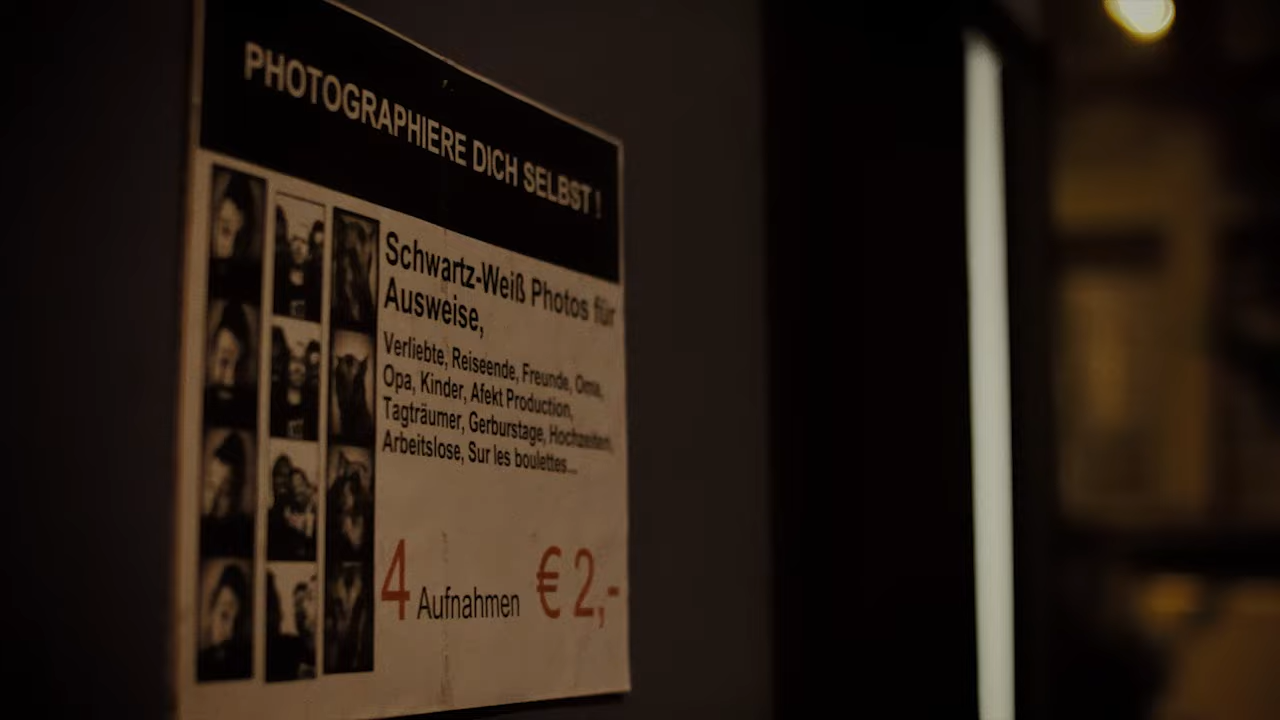 PHOTOGRAPHIERE DICH SELBST !
Schwartz-Weiß Photos für
Ausweise,
Verliebte, Reiseende, Freunde, Oma,
Opa, Kinder, Afekt Production,
Tagträumer, Gerburstage, Hochzeiten,
Arbeitslose, Sur les boulettes...
4 Aufnahmen € 2,-